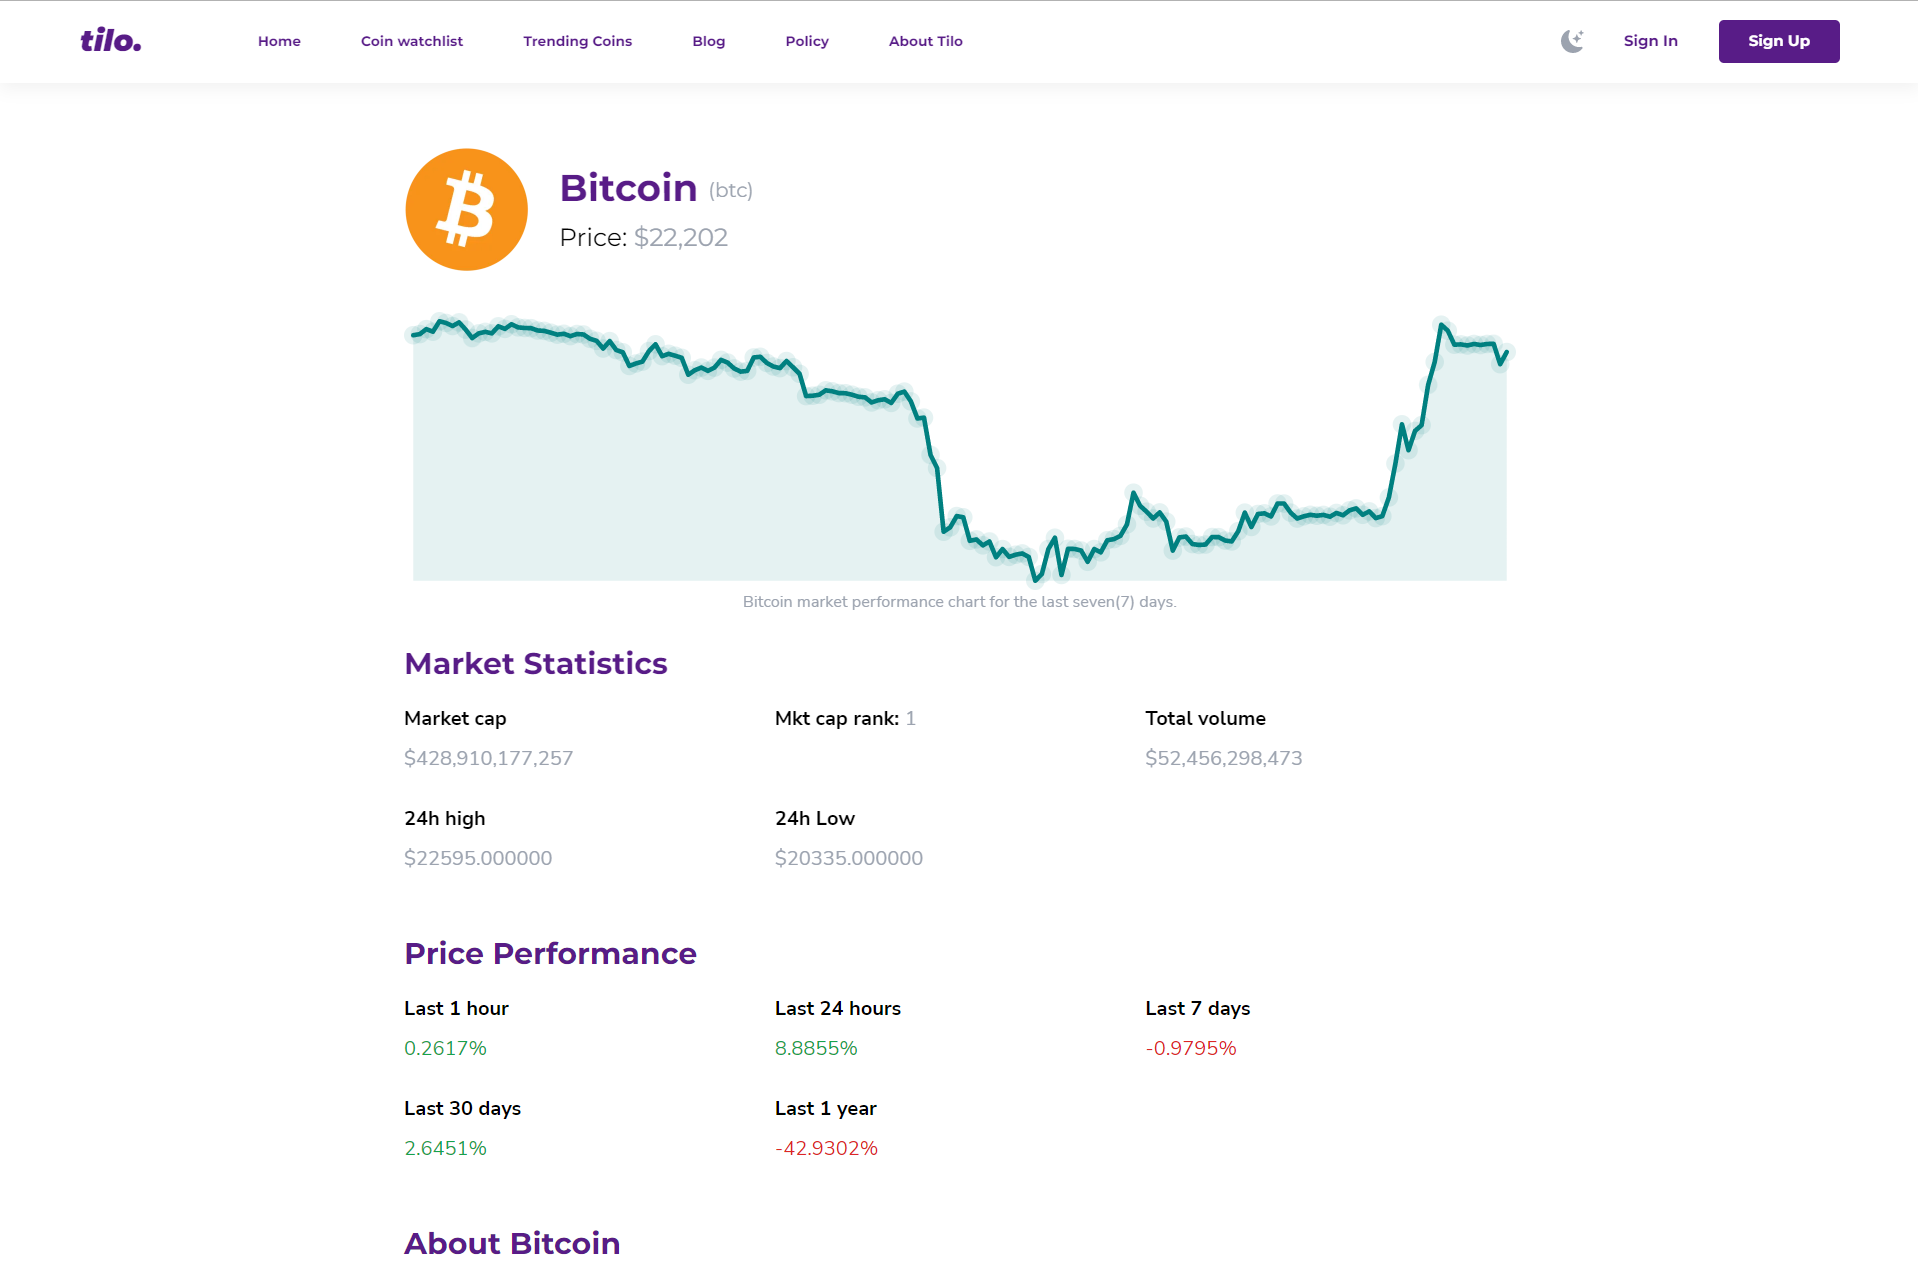 tilo. Home Coin watchlist Trending Coins Blog Policy About Tilo Sign In Sign Up
Bitcoin (btc)
Price: $22,202
Bitcoin market performance chart for the last seven(7) days.
Market Statistics
Market cap Mkt cap rank: 1 Total volume
$428,910,177,257 $52,456,298,473
24h high 24h Low
$22595.000000 $20335.000000
Price Performance
Last 1 hour Last 24 hours Last 7 days
0.2617% 8.8855% -0.9795%
Last 30 days Last 1 year
2.6451% -42.9302%
About Bitcoin